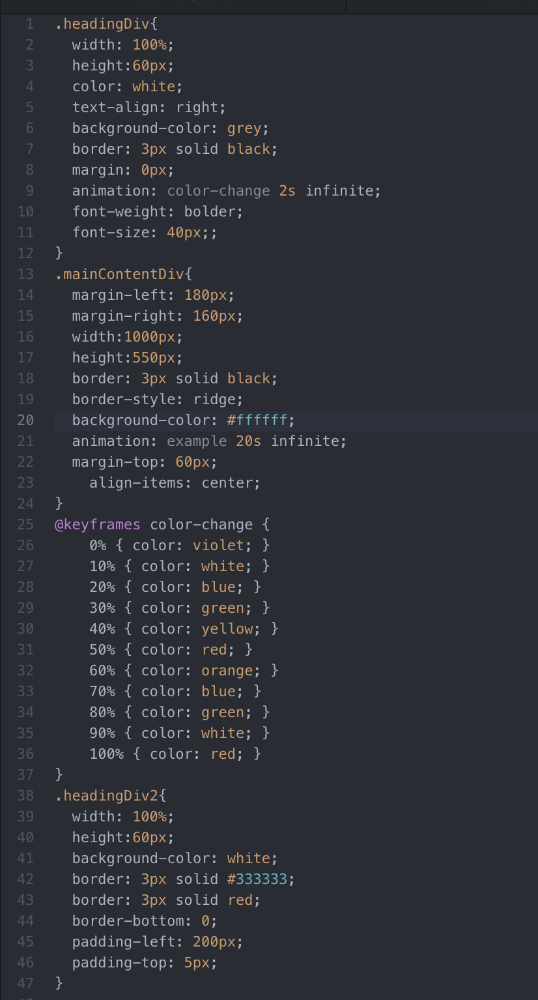 1 .headingDiv{
2   width: 100%;
3   height:60px;
4   color: white;
5   text-align: right;
6   background-color: grey;
7   border: 3px solid black;
8   margin: 0px;
9   animation: color-change 2s infinite;
10   font-weight: bolder;
11   font-size: 40px;;
12 }
13 .mainContentDiv{
14   margin-left: 180px;
15   margin-right: 160px;
16   width:1000px;
17   height:550px;
18   border: 3px solid black;
19   border-style: ridge;
20   background-color: #ffffff;
21   animation: example 20s infinite;
22   margin-top: 60px;
23     align-items: center;
24 }
25 @keyframes color-change {
26     0% { color: violet; }
27     10% { color: white; }
28     20% { color: blue; }
29     30% { color: green; }
30     40% { color: yellow; }
31     50% { color: red; }
32     60% { color: orange; }
33     70% { color: blue; }
34     80% { color: green; }
35     90% { color: white; }
36     100% { color: red; }
37 }
38 .headingDiv2{
39   width: 100%;
40   height:60px;
41   background-color: white;
42   border: 3px solid #333333;
43   border: 3px solid red;
44   border-bottom: 0;
45   padding-left: 200px;
46   padding-top: 5px;
47 }